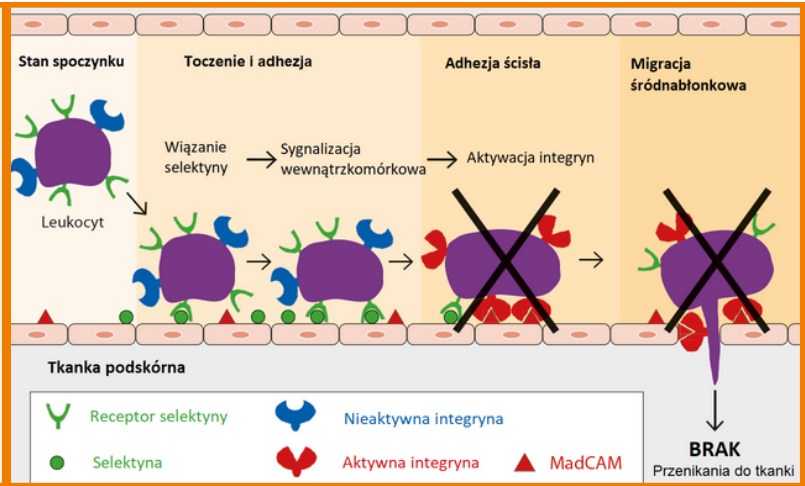 Stan spoczynku
Toczenie i adhezja
Adhezja ścisła
Migracja
śródnabłonkowa
Wiązanie
selektyny
Sygnalizacja
wewnątrzkomórkowa
Aktywacja integryn
Leukocyt
Tkanka podskórna
Receptor selektyny
Nieaktywna integryna
Selektyna
Aktywna integryna
MadCAM
BRAK
Przenikania do tkanki